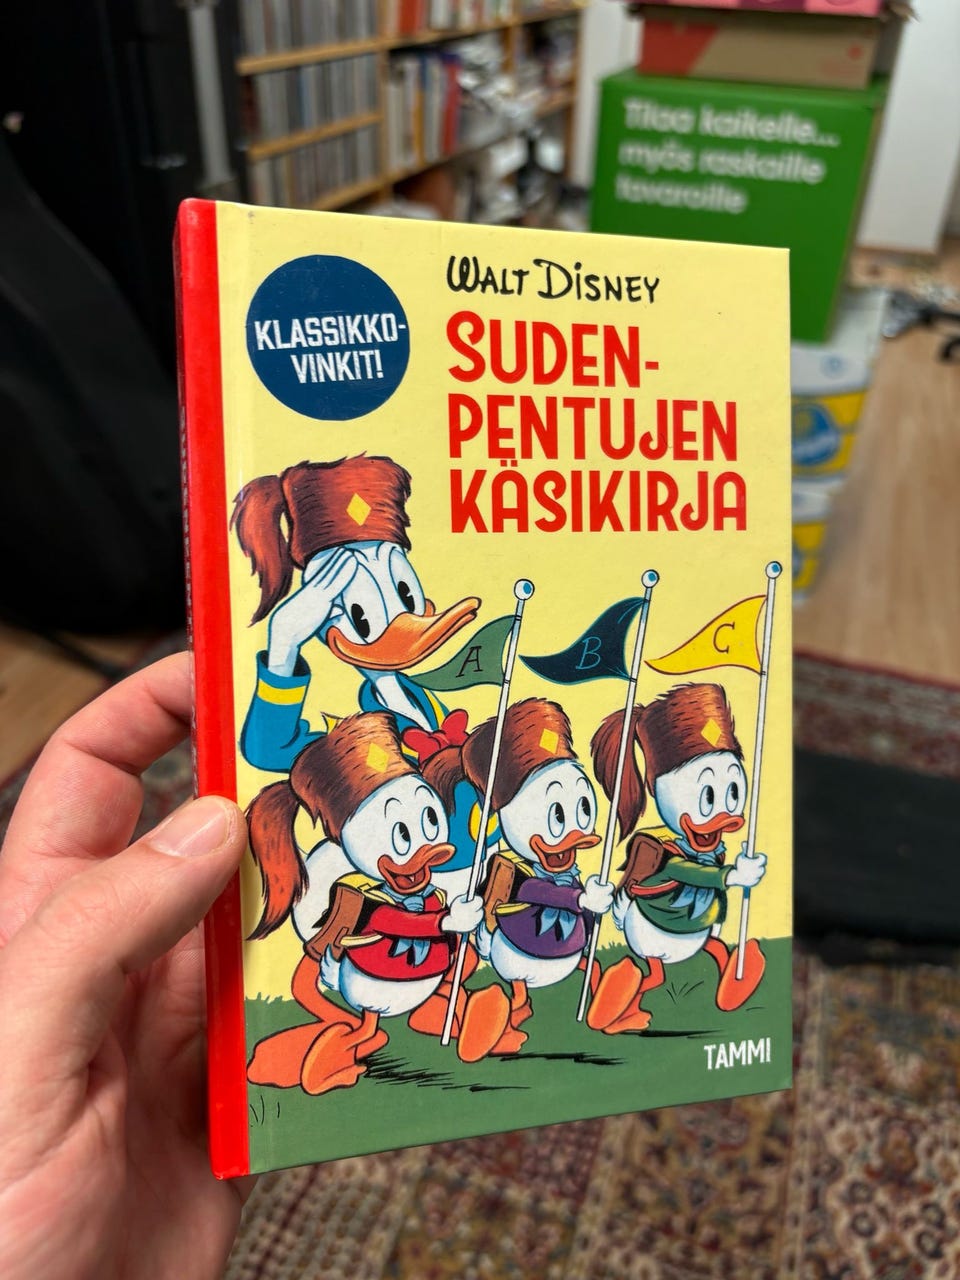 Tilaa kaikelle...
myös raskaille
tavaroille
WALT DISNEY
KLASSIKKO-
VINKIT!
SUDEN-
PENTUJEN
KÄSIKIRJA
A
B
C
TAMMI